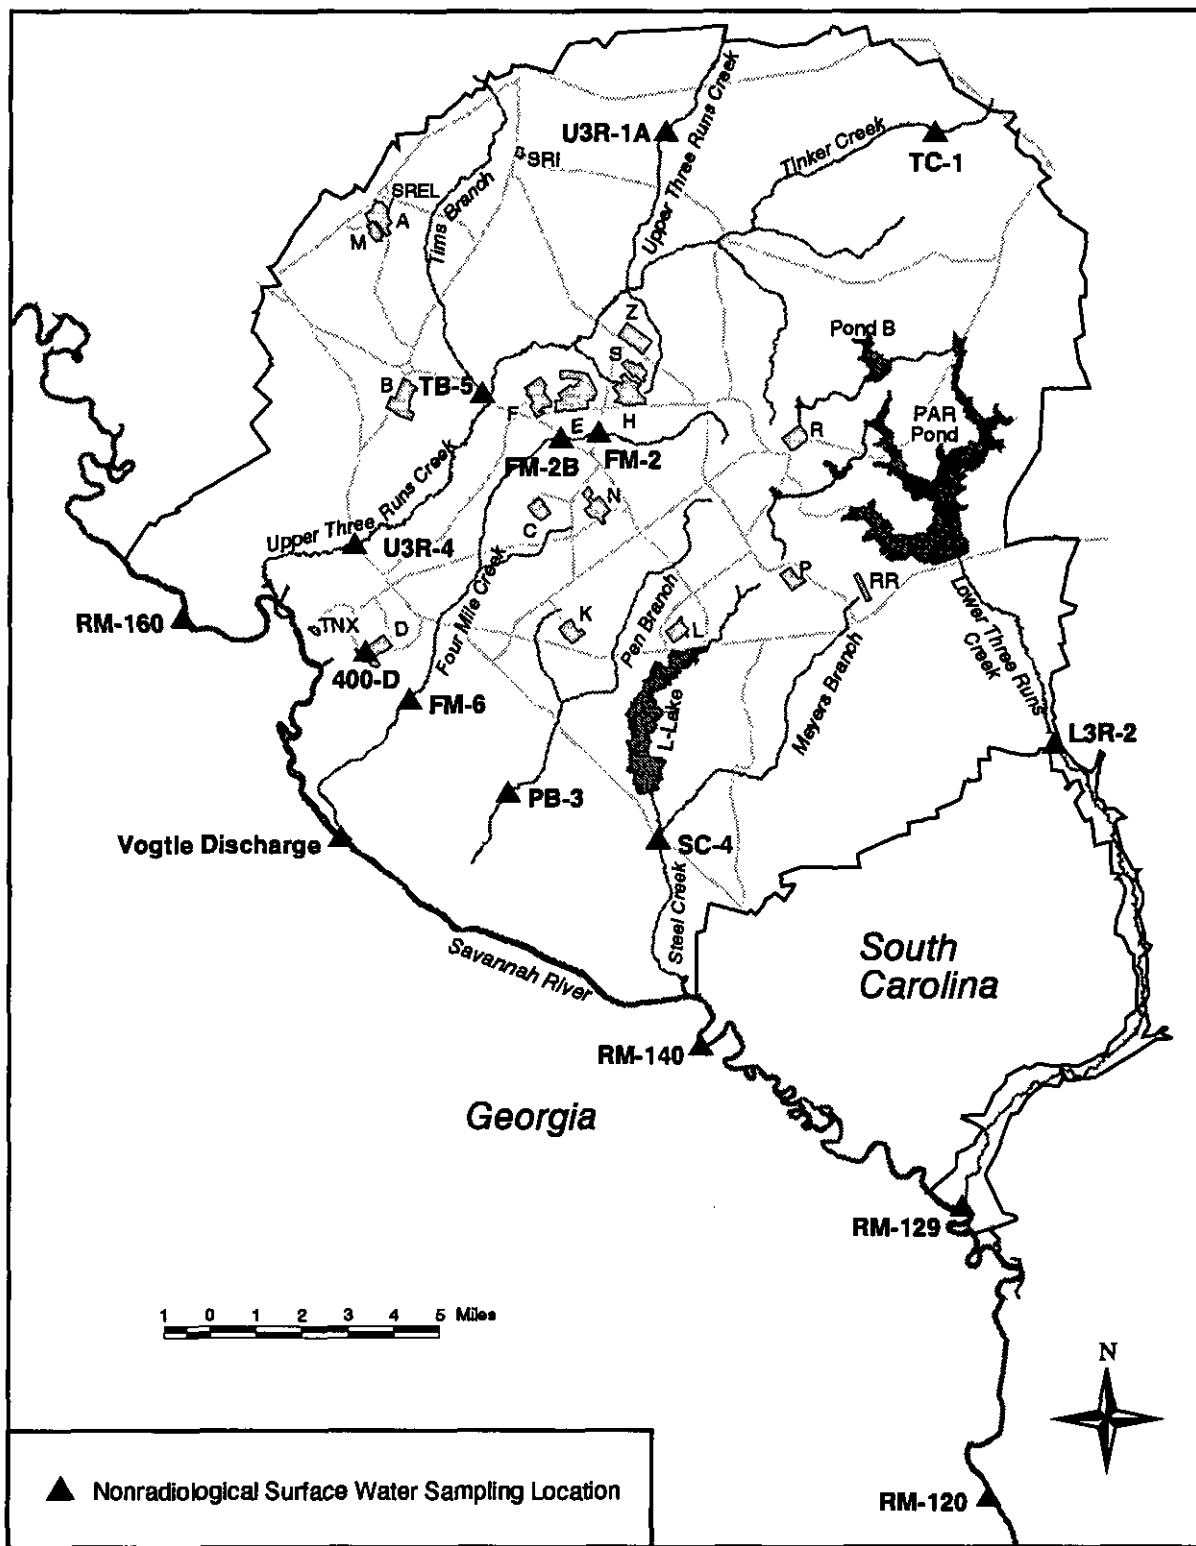 U3R-1A
Upper Three Runs Creek
Tinker Creek
TC-1
SRI
SREL
Tims Branch
A
M
Z
Pond B
S
B
TB-5
F
E
H
PAR
Pond
R
FM-2B
FM-2
Upper Three Runs Creek
N
C
U3R-4
P
RR
Lower Three Runs
Creek
RM-160
TNX
D
Four Mile Creek
K
Pen Branch
L
400-D
FM-6
L-Lake
Meyers Branch
L3R-2
PB-3
Vogtle Discharge
SC-4
Steel Creek
Savannah River
South
Carolina
RM-140
Georgia
RM-129
1 0 1 2 3 4 5 Miles
N
Nonradiological Surface Water Sampling Location
RM-120